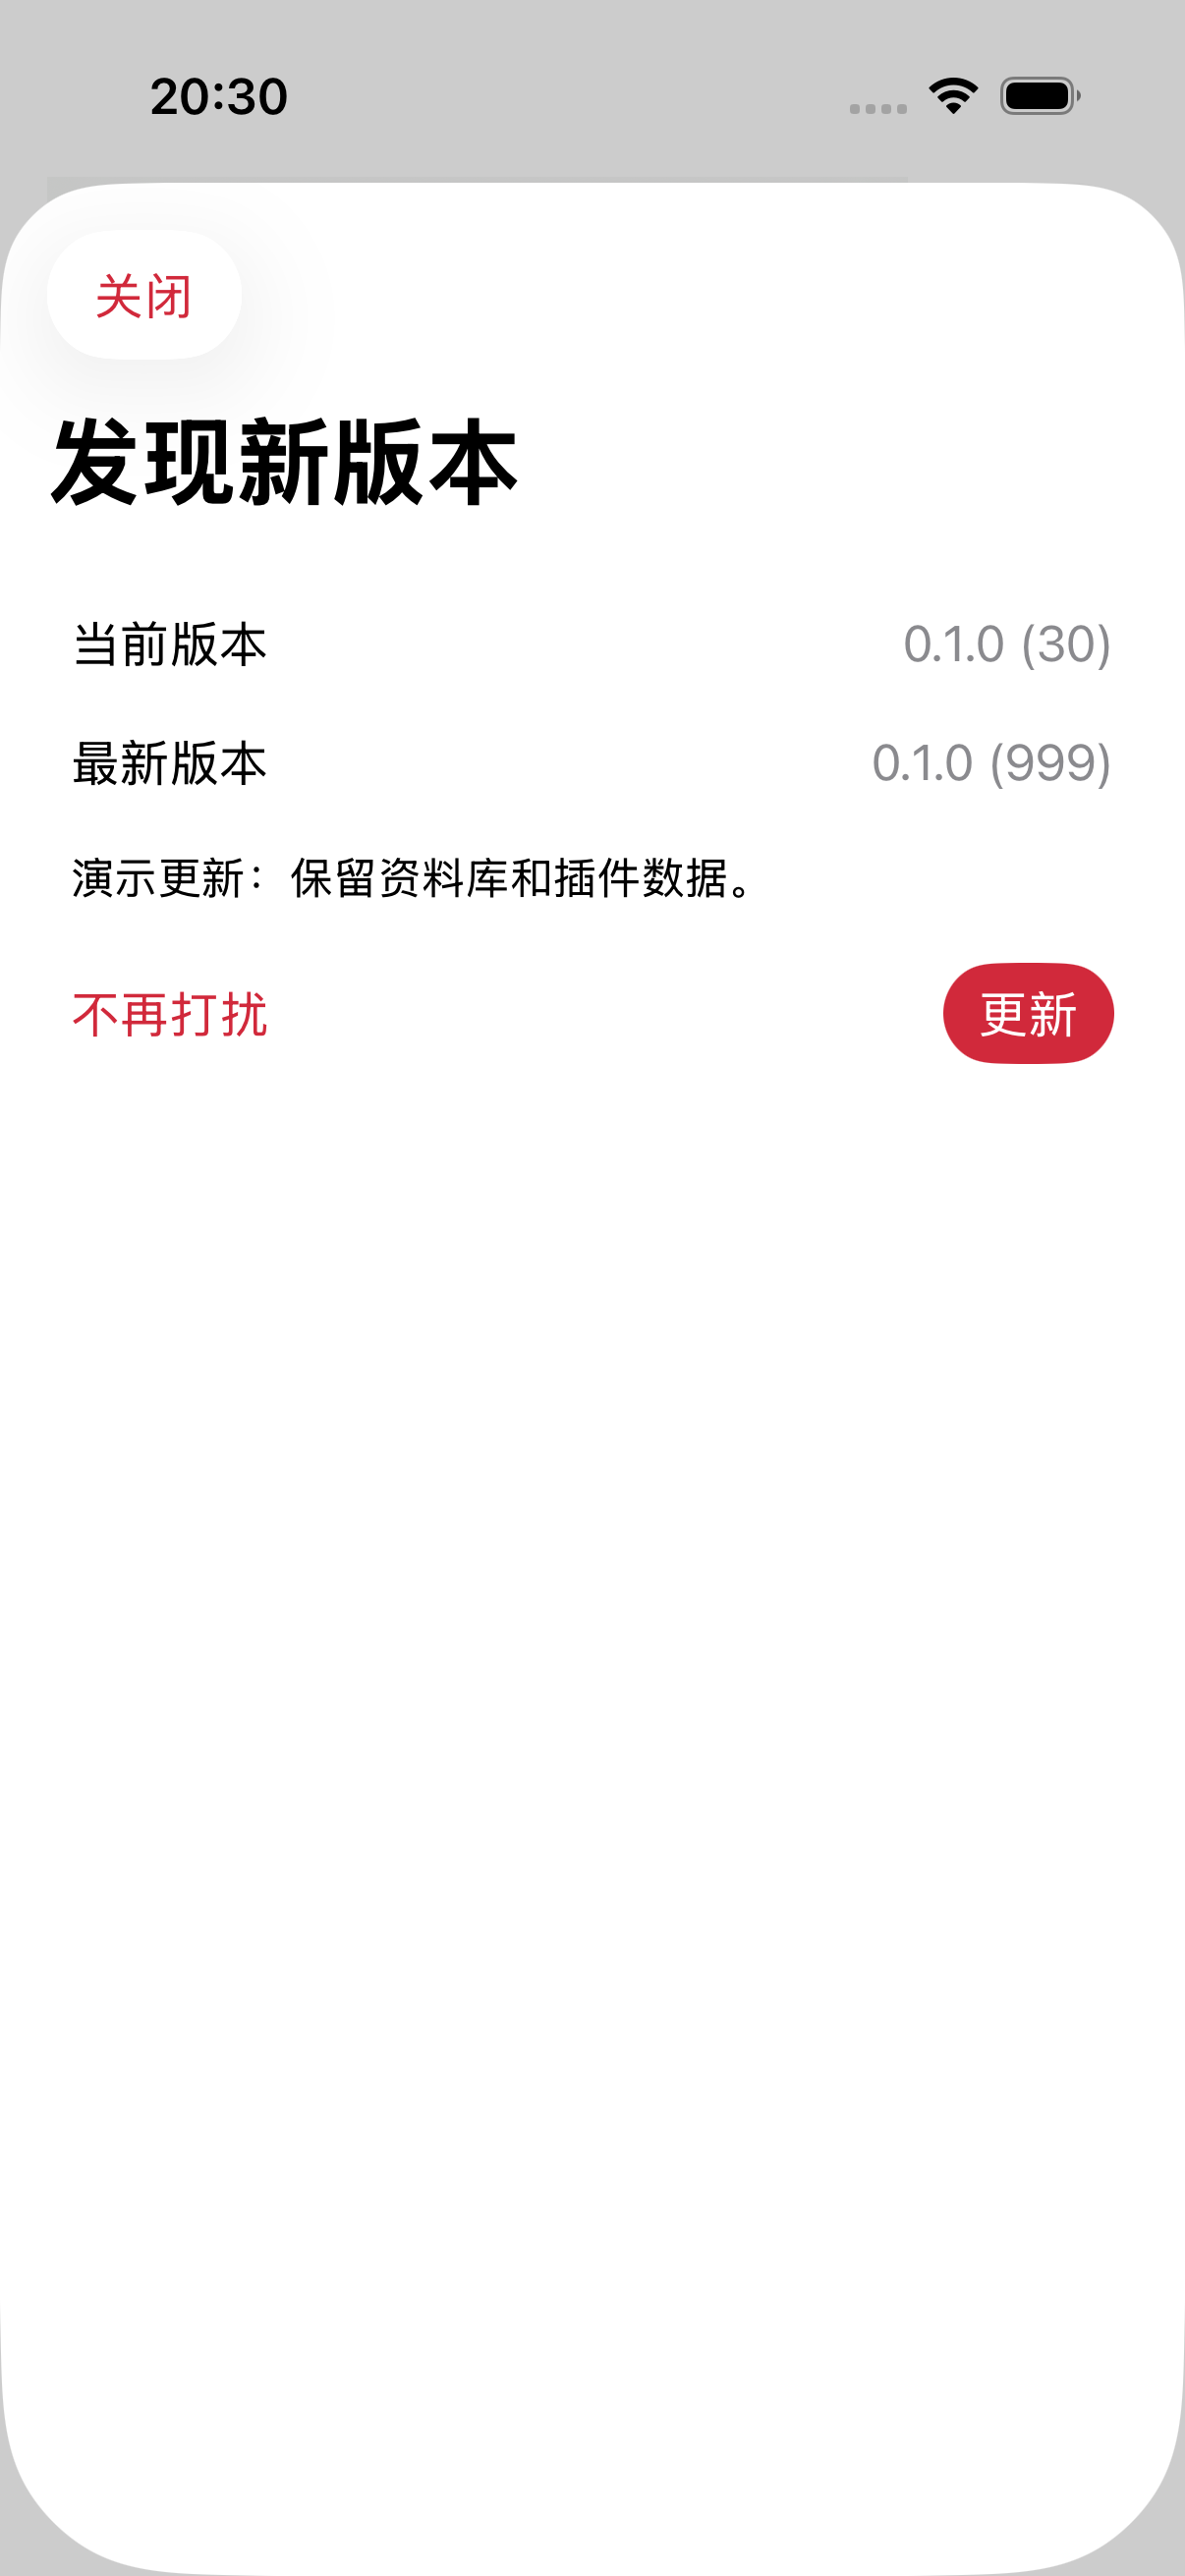 20:30
关闭
发现新版本
当前版本 0.1.0 (30)
最新版本 0.1.0 (999)
演示更新：保留资料库和插件数据。
不再打扰 更新